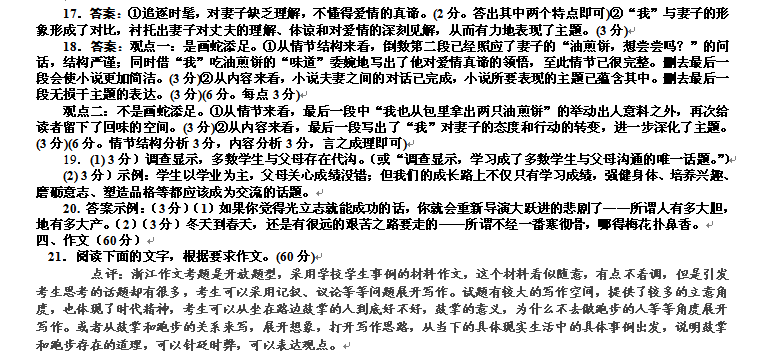 17．答案：①追逐时髦，对妻子缺乏理解，不懂得爱情的真谛。(2 分。答出其中两个特点即可)②“我”与妻子的形
象形成了对比，衬托出妻子对丈夫的理解、体谅和对爱情的深刻见解，从而有力地表现了主题。(3 分)
18．答案：观点一：是画蛇添足。①从情节结构来看，倒数第二段已经照应了妻子的“油煎饼，想尝尝吗？”的问
话，结构严谨；同时借“我”吃油煎饼的“味道”委婉地写出了他对爱情真谛的领悟，至此情节已很完整。删去最后一
段会使小说更加简洁。(3 分)②从内容来看，小说夫妻之间的对话已完成，小说所要表现的主题已蕴含其中。删去最后一
段无损于主题的表达。(3 分)(6 分。每点 3 分)
观点二：不是画蛇添足。①从情节来看，最后一段中“我也从包里拿出两只油煎饼”的举动出人意料之外，再次给
读者留下了回味的空间。(3 分)②从内容来看，最后一段写出了“我”对妻子的态度和行动的转变，进一步深化了主题。
(3 分)(6 分。情节结构分析 3 分，内容分析 3 分，言之成理即可)
19．(1) 3 分）调查显示，多数学生与父母存在代沟。（或“调查显示，学习成了多数学生与父母沟通的唯一话题。”）
(2) 3 分）示例：学生以学业为主，父母关心成绩没错；但我们的成长路上不仅只有学习成绩，强健身体、培养兴趣、
磨砺意志、塑造品格等都应该成为交流的话题。
20．答案示例：（3 分）（1）如果你觉得光立志就能成功的话，你就会重新导演大跃进的悲剧了——所谓人有多大胆，
地有多大产。（2）（3 分）冬天到春天，还是有很远的艰苦之路要走的——所谓不经一番寒彻骨，哪得梅花扑鼻香。
四、作文（60 分）
21．阅读下面的文字，根据要求作文。(60 分)
点评：浙江作文考题是开放题型，采用学校学生事例的材料作文，这个材料看似随意，有点不着调，但是引发
考生思考的话题却有很多，考生可以采用记叙、议论等等问题展开写作。试题有较大的写作空间，提供了较多的立意角
度，也体现了时代精神，考生可以从坐在路边鼓掌的人到底好不好，鼓掌的意义，为什么不去做跑步的人等等角度展开
写作。或者从鼓掌和跑步的关系来写，展开想象，打开写作思路，从当下的具体现实生活中的具体事例出发，说明鼓掌
和跑步存在的道理，可以针砭时弊，可以表达观点。